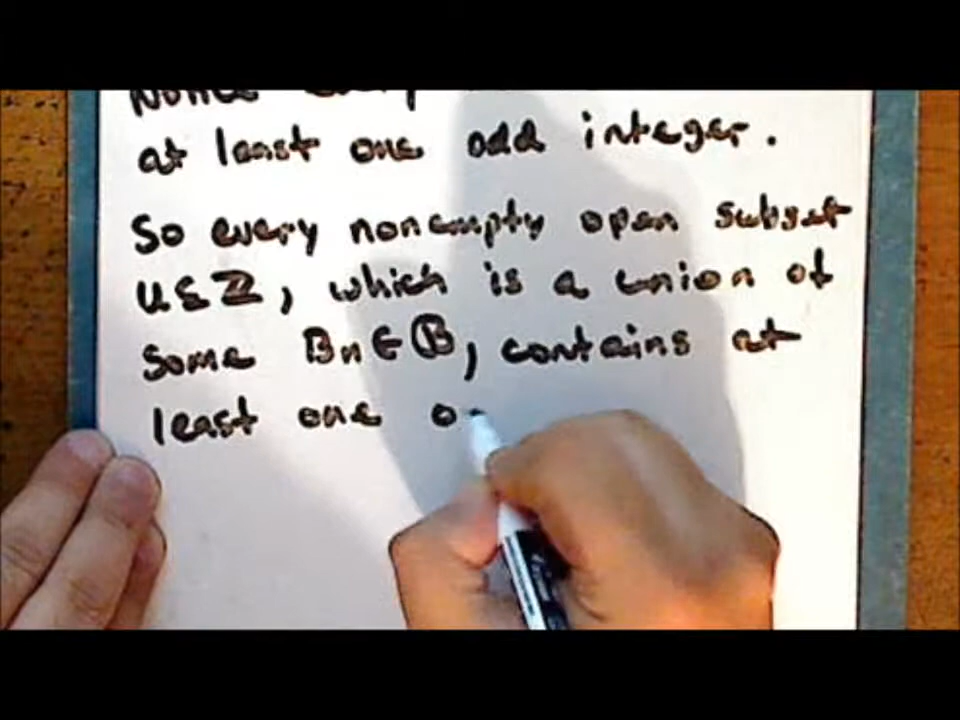 at least one odd integer.
So every nonempty open subset
U⊆ℤ, which is a union of
some Bn∈𝔹, contains at
least one o